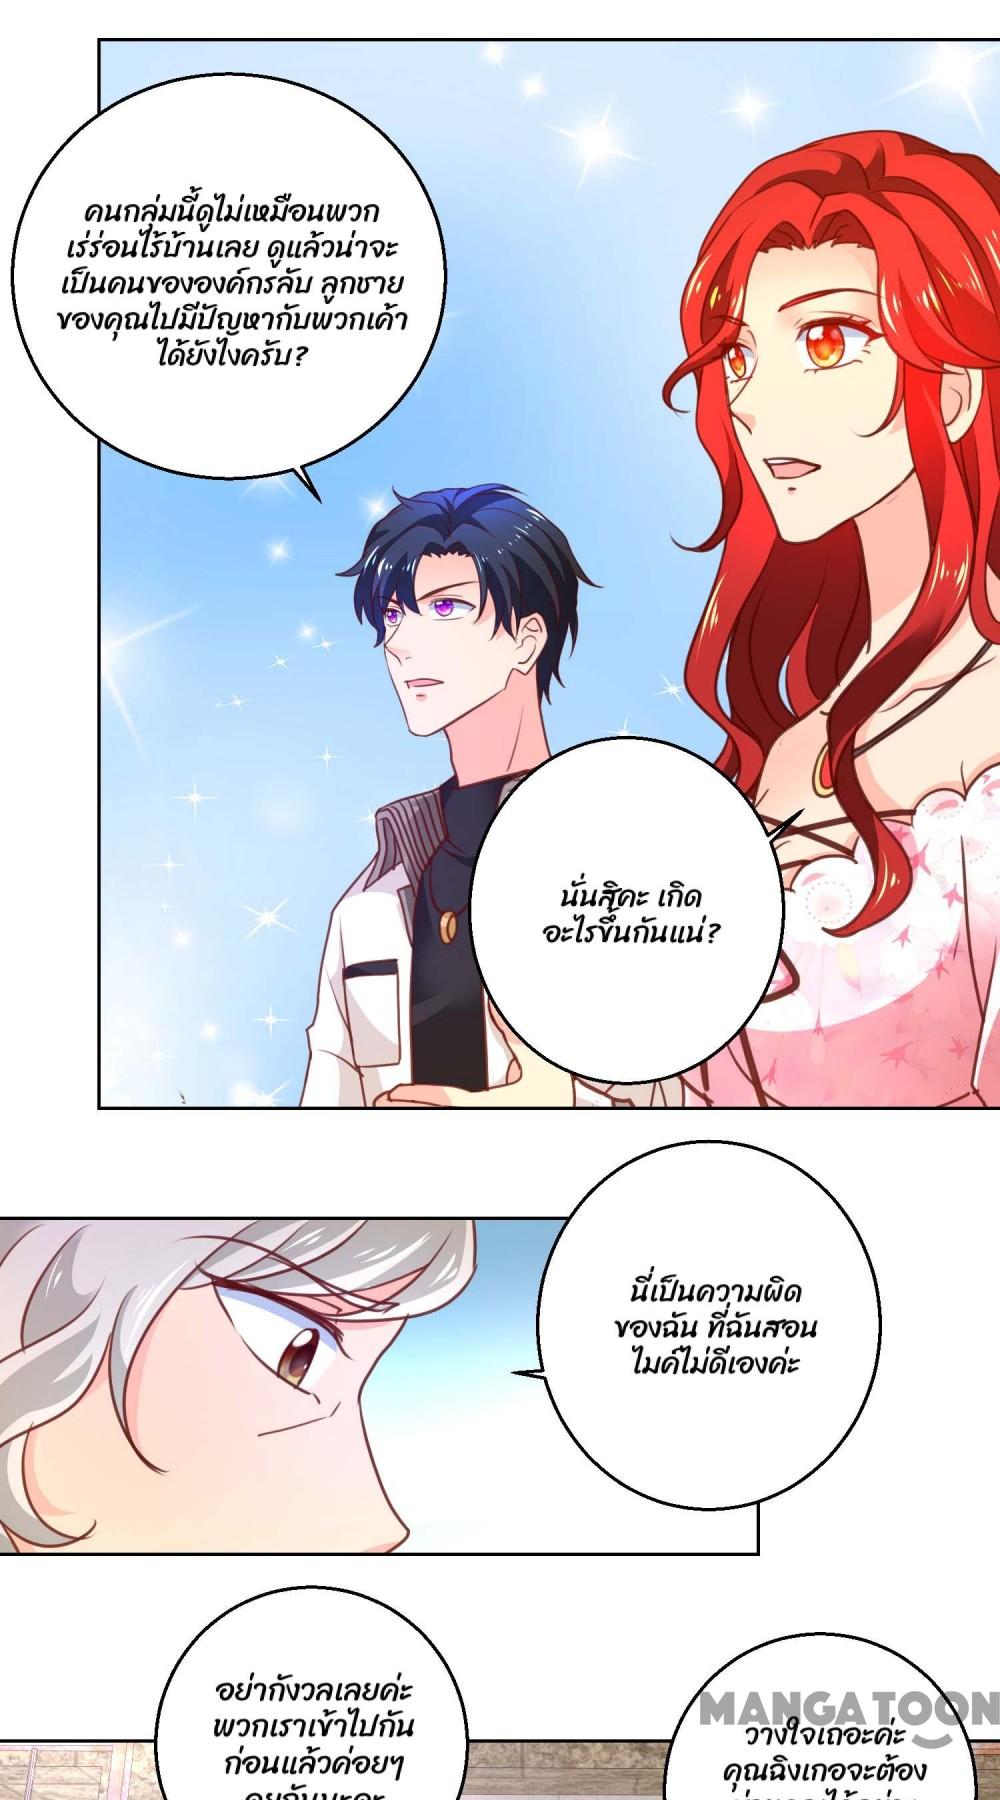 คนกลุ่มนี้ดูไม่เหมือนพวก
เร่ร่อนไร้บ้านเลย ดูแล้วน่าจะ
เป็นคนขององค์กรลับ ลูกชาย
ของคุณไปมีปัญหากับพวกเค้า
ได้ยังไงครับ?
นั่นสิคะ เกิด
อะไรขึ้นกันแน่?
นี่เป็นความผิด
ของฉัน ที่ฉันสอน
ไมค์ไม่ดีเองค่ะ
อย่ากังวลเลยค่ะ
พวกเราเข้าไปกัน
ก่อนแล้วค่อยๆ
คุยกันนะคะ
MANGATOON
วางใจเถอะค่ะ
คุณฉิงเกอจะต้อง